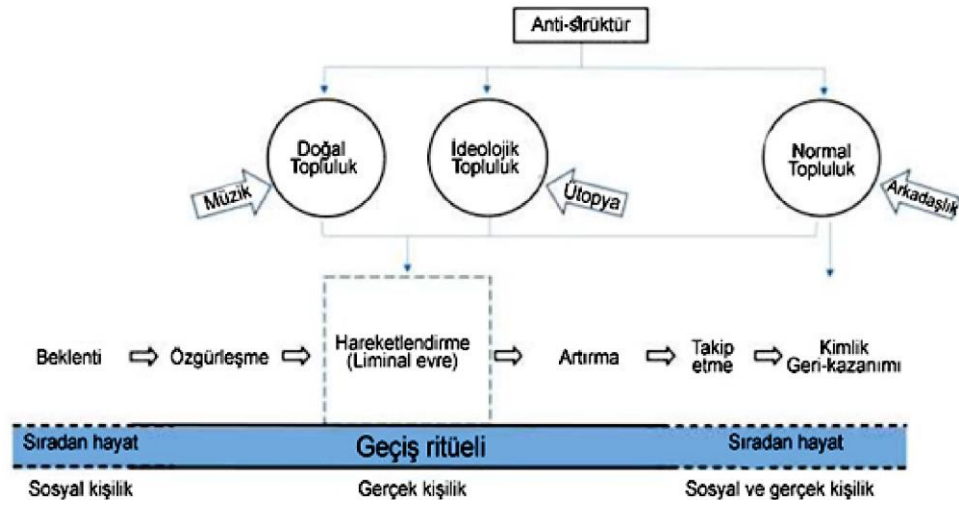 Anti-strüktür
Doğal
Topluluk
İdeolojik
Topluluk
Normal
Topluluk
Müzik
Ütopya
Arkadaşlık
Hareketlendirme
(Liminal evre)
Beklenti
Özgürleşme
Artırma
Takip
etme
Kimlik
Geri-kazanımı
Sıradan hayat
Geçiş ritüeli
Sıradan hayat
Sosyal kişilik
Gerçek kişilik
Sosyal ve gerçek kişilik